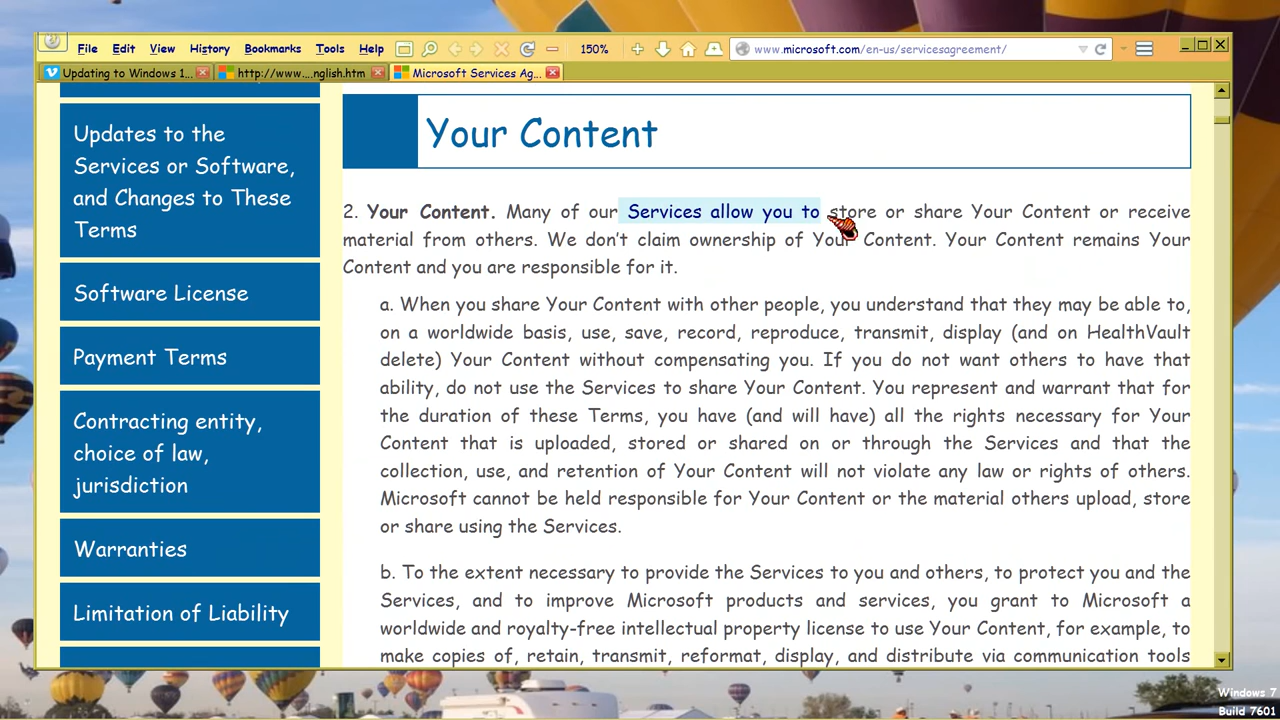 File Edit View History Bookmarks Tools Help 150% www.microsoft.com/en-us/servicesagreement/
Updating to Windows 1... http://www....nglish.htm Microsoft Services Ag...
Updates to the
Services or Software,
and Changes to These
Terms
Software License
Payment Terms
Contracting entity,
choice of law,
jurisdiction
Warranties
Limitation of Liability
Your Content
2. Your Content. Many of our Services allow you to store or share Your Content or receive
material from others. We don't claim ownership of Your Content. Your Content remains Your
Content and you are responsible for it.
a. When you share Your Content with other people, you understand that they may be able to,
on a worldwide basis, use, save, record, reproduce, transmit, display (and on HealthVault
delete) Your Content without compensating you. If you do not want others to have that
ability, do not use the Services to share Your Content. You represent and warrant that for
the duration of these Terms, you have (and will have) all the rights necessary for Your
Content that is uploaded, stored or shared on or through the Services and that the
collection, use, and retention of Your Content will not violate any law or rights of others.
Microsoft cannot be held responsible for Your Content or the material others upload, store
or share using the Services.
b. To the extent necessary to provide the Services to you and others, to protect you and the
Services, and to improve Microsoft products and services, you grant to Microsoft a
worldwide and royalty-free intellectual property license to use Your Content, for example, to
make copies of, retain, transmit, reformat, display, and distribute via communication tools
Windows 7
Build 7601